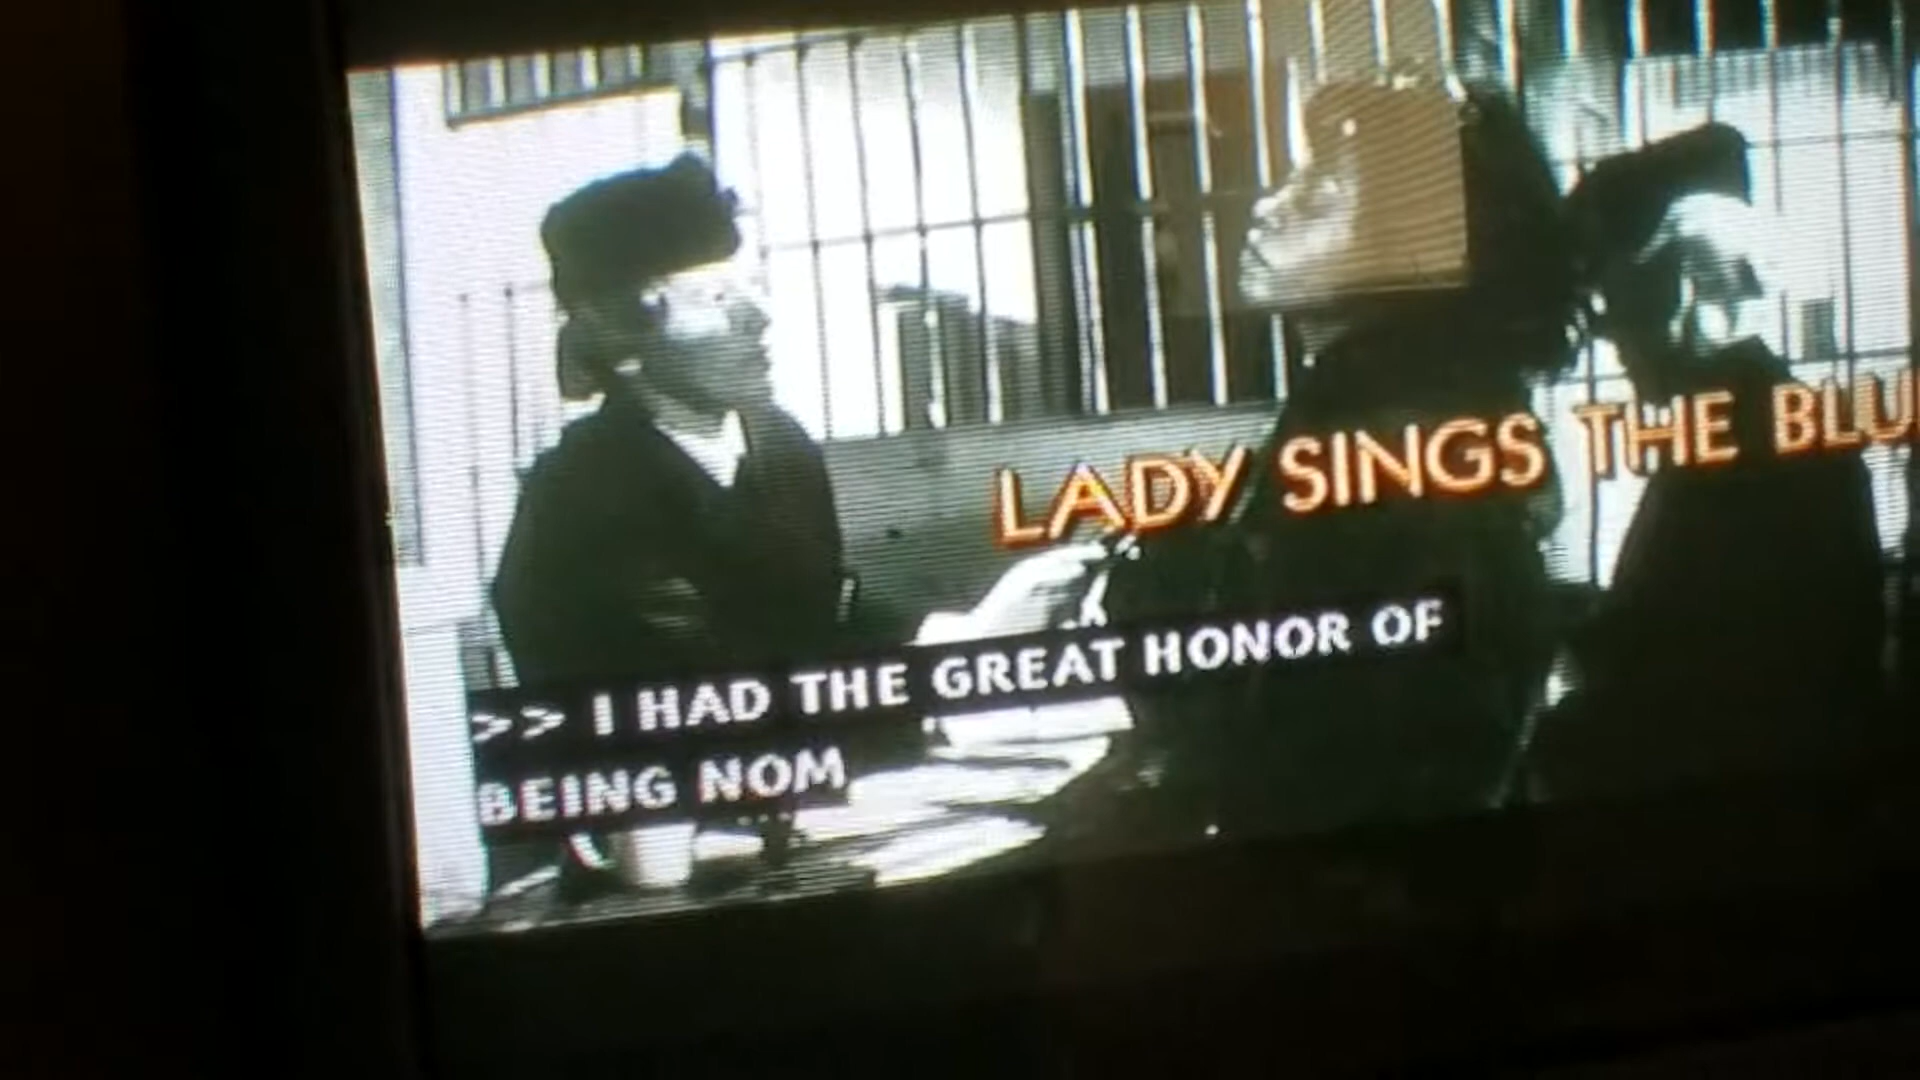 LADY SINGS THE BLU
>> I HAD THE GREAT HONOR OF
BEING NOM